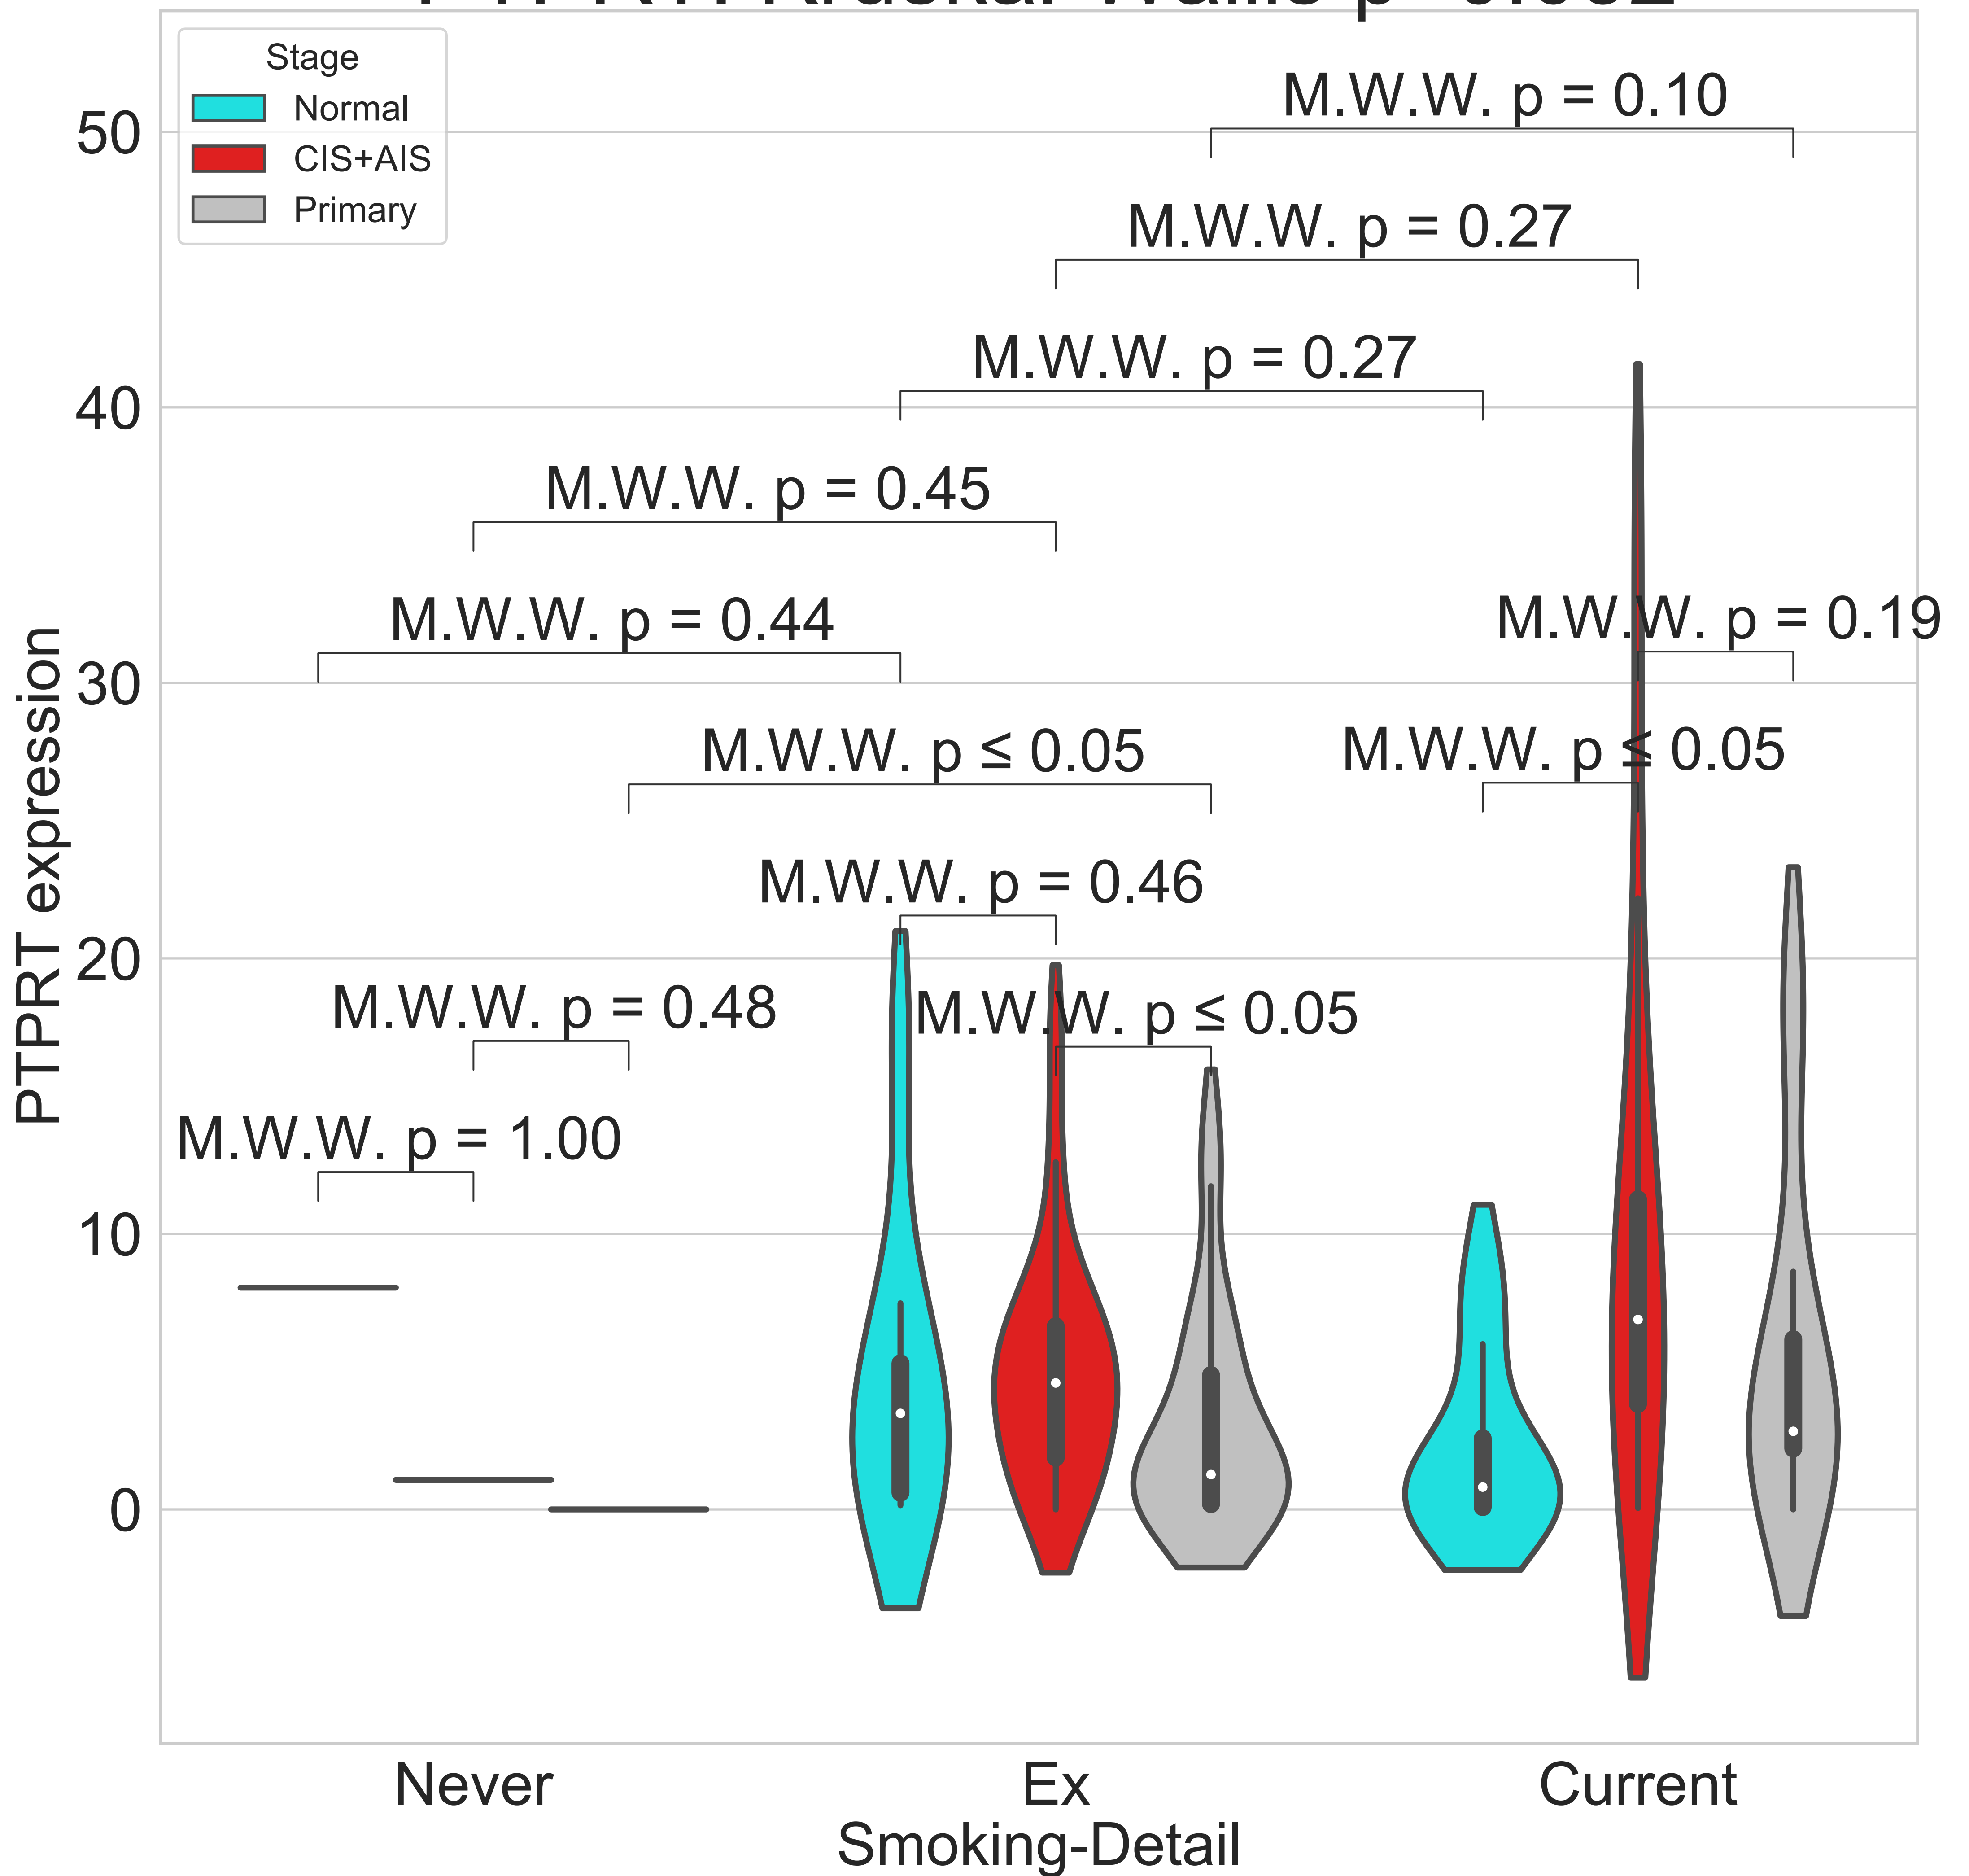 Stage
Normal
CIS+AIS
Primary
M.W.W. p = 0.10
M.W.W. p = 0.27
M.W.W. p = 0.27
M.W.W. p = 0.45
M.W.W. p = 0.44
M.W.W. p = 0.19
M.W.W. p ≤ 0.05
M.W.W. p ≤ 0.05
M.W.W. p = 0.46
M.W.W. p = 0.48
M.W.W. p ≤ 0.05
M.W.W. p = 1.00
50
40
30
20
10
0
PTPRT expression
Never
Ex
Current
Smoking-Detail